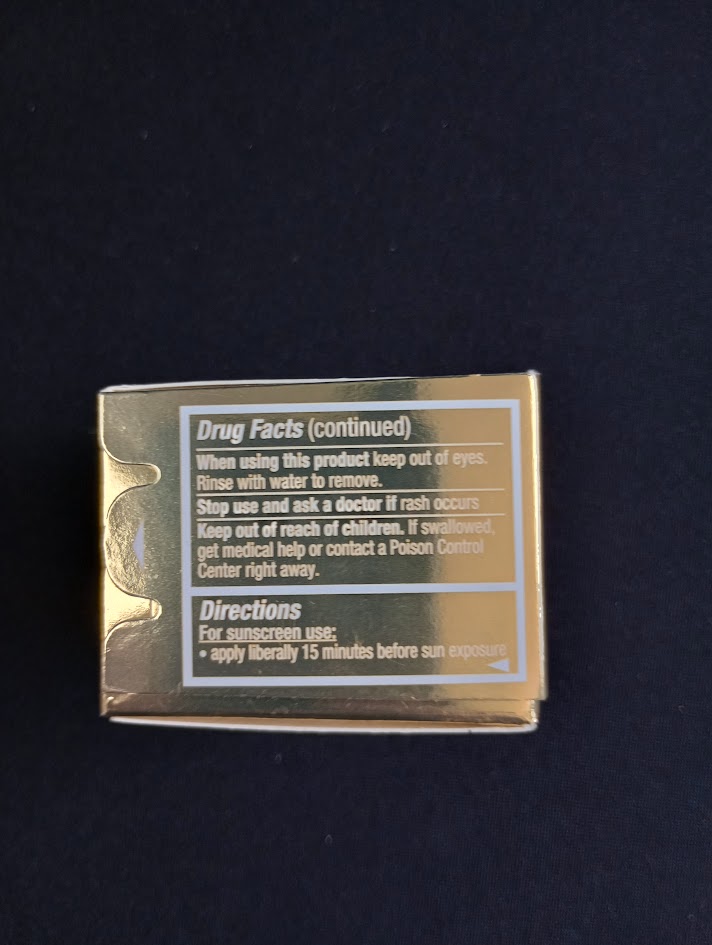 Drug Facts (continued)
When using this product keep out of eyes.
Rinse with water to remove.
Stop use and ask a doctor if rash occurs
Keep out of reach of children. If swallowed,
get medical help or contact a Poison Control
Center right away.
Directions
For sunscreen use:
• apply liberally 15 minutes before sun exposure